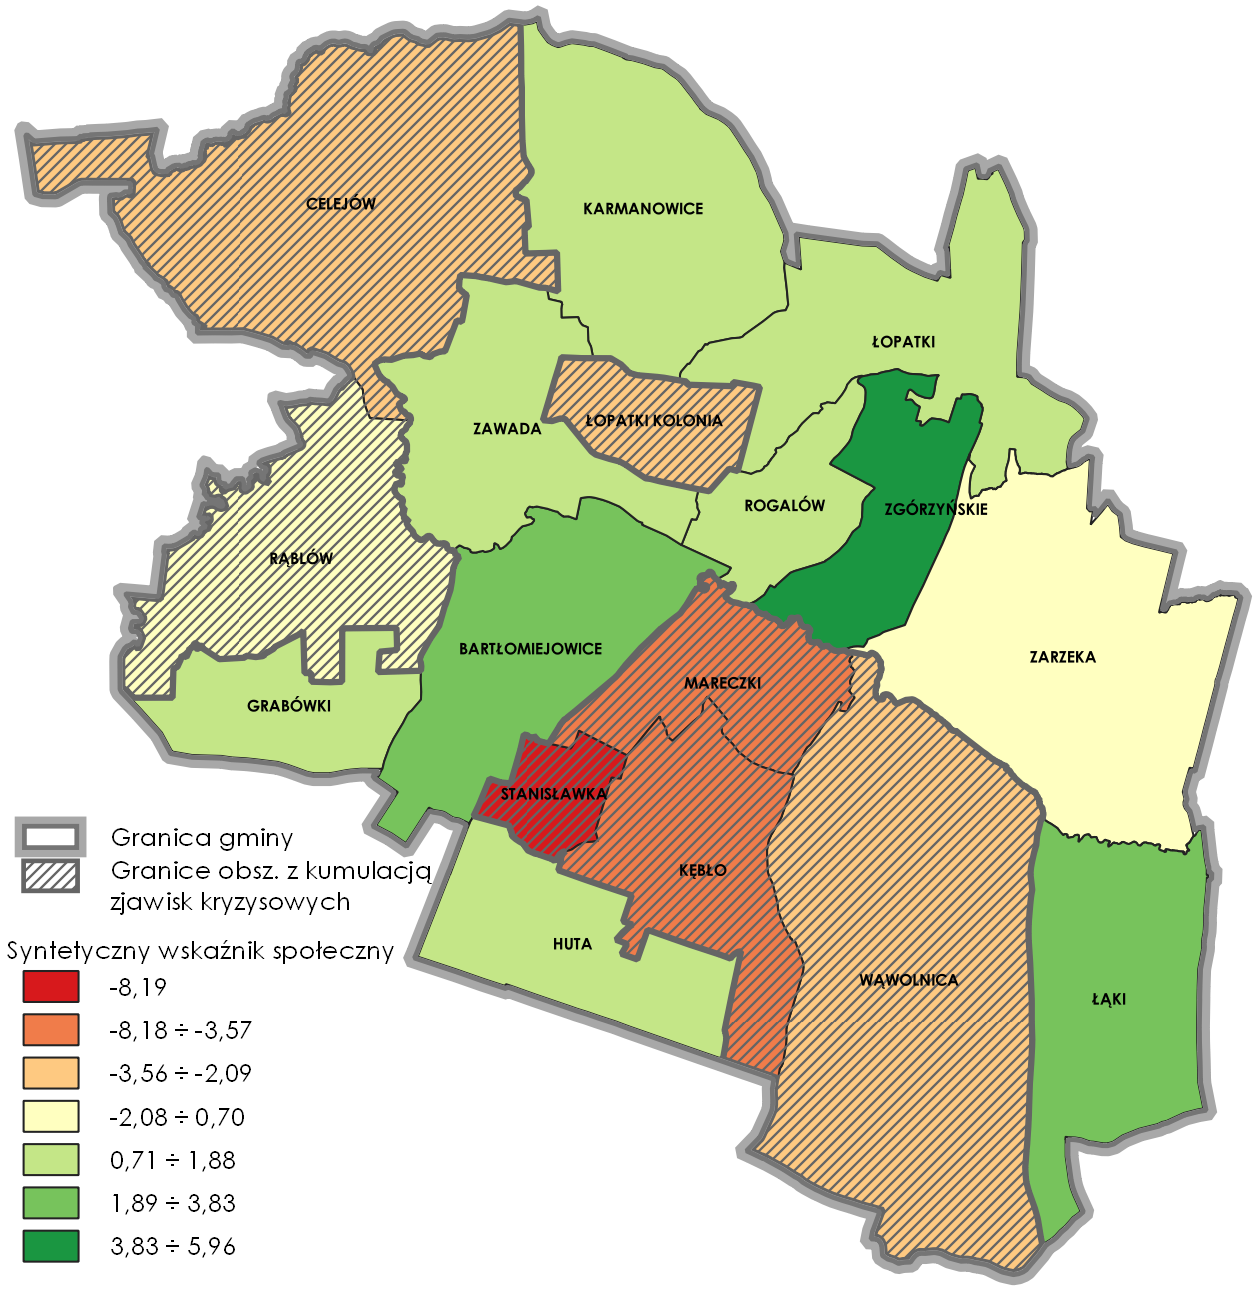 CELEJÓW
KARMANOWICE
ŁOPATKI
ZAWADA
ŁOPATKI KOLONIA
ROGALÓW
ZGÓRZYŃSKIE
RĄBLÓW
BARTŁOMIEJOWICE
ZARZEKA
MARECZKI
GRABÓWKI
STANISŁAWKA
KĘBŁO
HUTA
WĄWOLNICA
ŁĄKI
Granica gminy
Granice obsz. z kumulacją
zjawisk kryzysowych
Syntetyczny wskaźnik społeczny
-8,19
-8,18 ÷ -3,57
-3,56 ÷ -2,09
-2,08 ÷ 0,70
0,71 ÷ 1,88
1,89 ÷ 3,83
3,83 ÷ 5,96